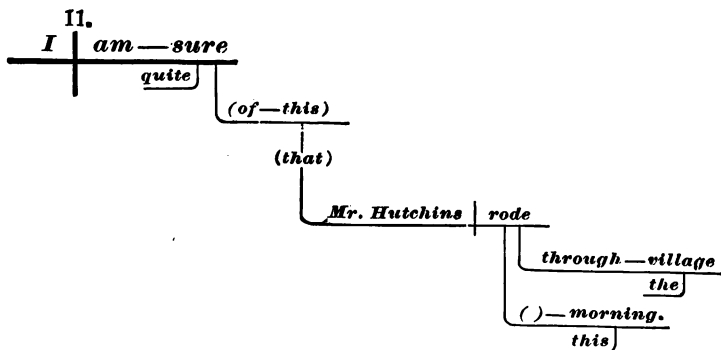 11.
I am — sure
quite
(of — this)
(that)
Mr. Hutchins rode
through — village
the
( ) — morning.
this